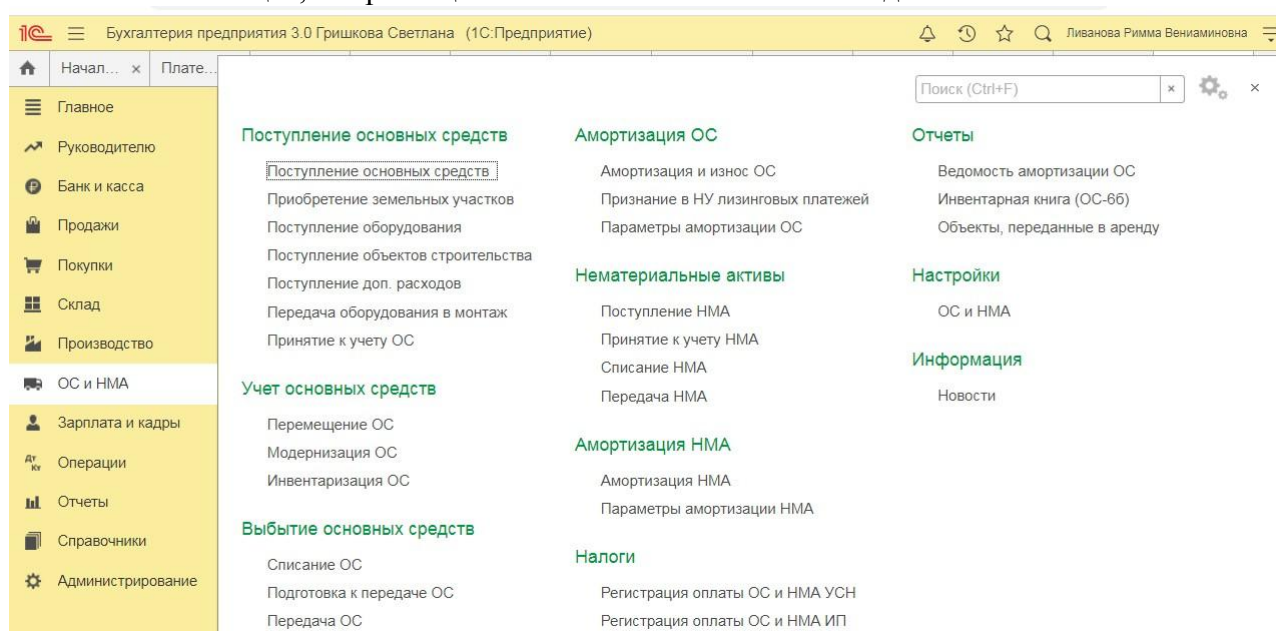 1С Бухгалтерия предприятия 3.0 Гришкова Светлана (1С:Предприятие) Ливанова Римма Вениаминовна
Начал... × Плате...
Поиск (Ctrl+F) × ×
Главное
Руководителю
Банк и касса
Продажи
Покупки
Склад
Производство
ОС и НМА
Зарплата и кадры
Дт Кт Операции
Отчеты
Справочники
Администрирование
Поступление основных средств
Поступление основных средств
Приобретение земельных участков
Поступление оборудования
Поступление объектов строительства
Поступление доп. расходов
Передача оборудования в монтаж
Принятие к учету ОС
Учет основных средств
Перемещение ОС
Модернизация ОС
Инвентаризация ОС
Выбытие основных средств
Списание ОС
Подготовка к передаче ОС
Передача ОС
Амортизация ОС
Амортизация и износ ОС
Признание в НУ лизинговых платежей
Параметры амортизации ОС
Нематериальные активы
Поступление НМА
Принятие к учету НМА
Списание НМА
Передача НМА
Амортизация НМА
Амортизация НМА
Параметры амортизации НМА
Налоги
Регистрация оплаты ОС и НМА УСН
Регистрация оплаты ОС и НМА ИП
Отчеты
Ведомость амортизации ОС
Инвентарная книга (ОС-6б)
Объекты, переданные в аренду
Настройки
ОС и НМА
Информация
Новости